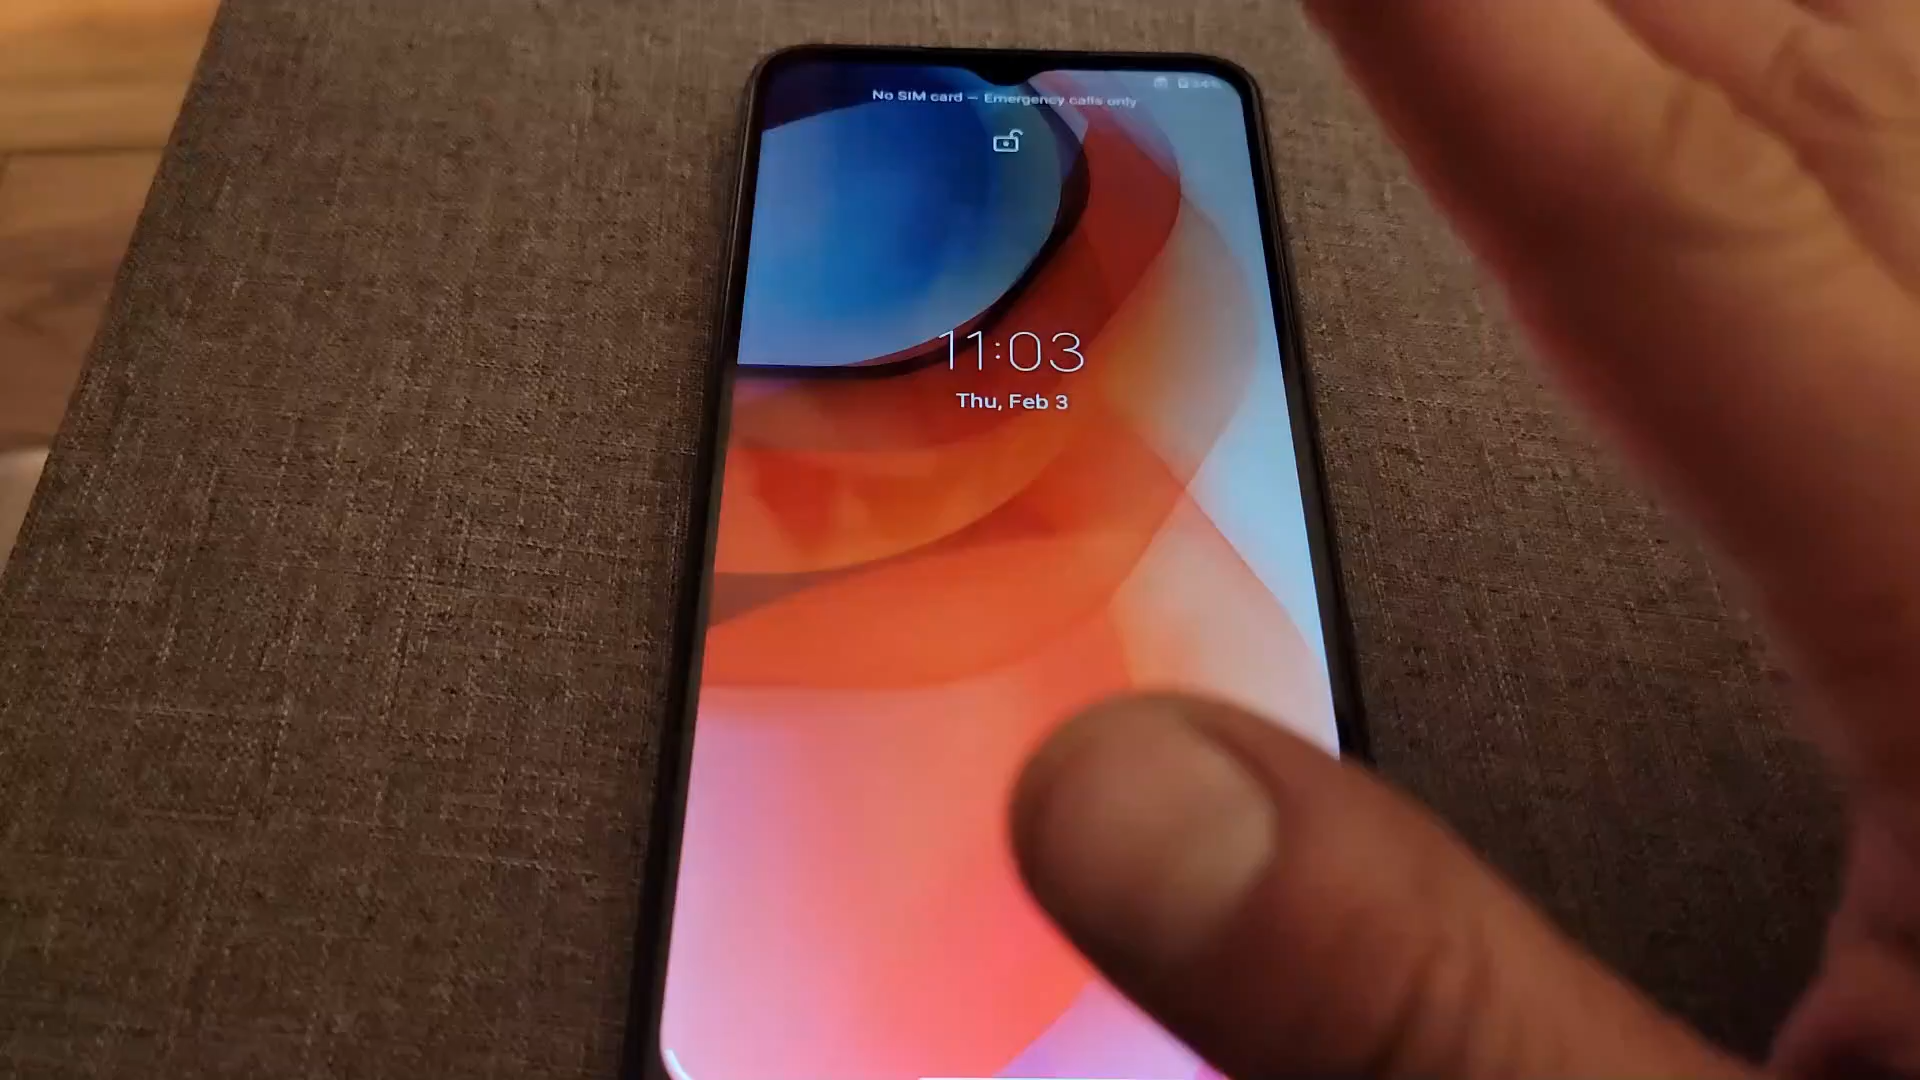 No SIM card — Emergency calls only
11:03
Thu, Feb 3